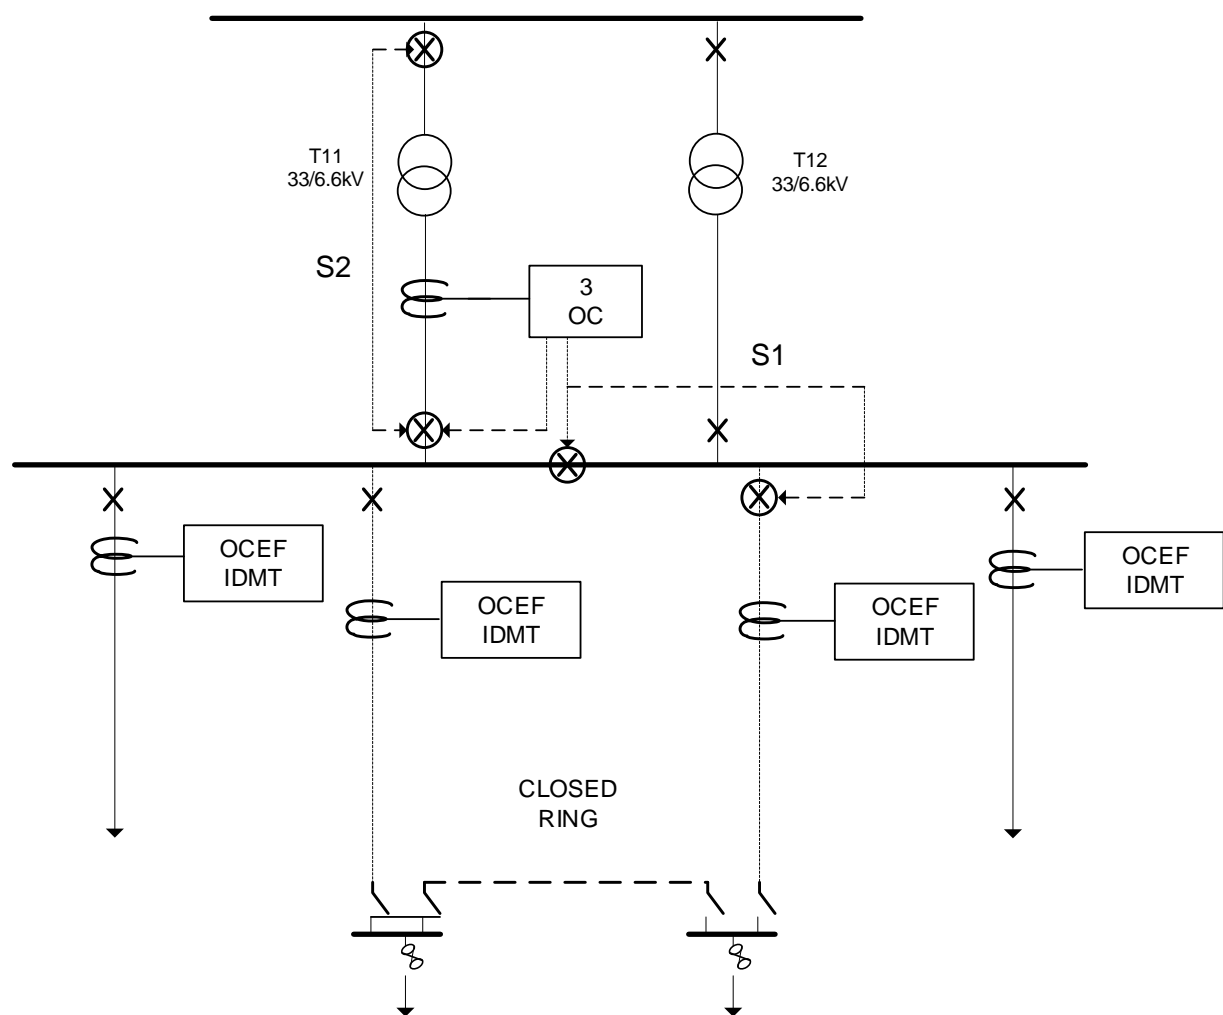 T11
33/6.6kV
T12
33/6.6kV
S2
3
OC
S1
OCEF
IDMT
OCEF
IDMT
OCEF
IDMT
OCEF
IDMT
CLOSED
RING